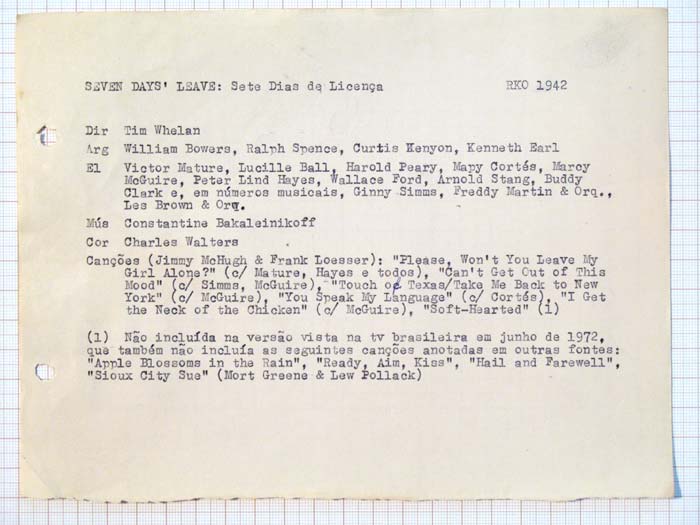 SEVEN DAYS' LEAVE: Sete Dias de Licença RKO 1942
Dir Tim Whelan
Arg William Bowers, Ralph Spence, Curtis Kenyon, Kenneth Earl
El Victor Mature, Lucille Ball, Harold Peary, Mapy Cortés, Marcy
McGuire, Peter Lind Hayes, Wallace Ford, Arnold Stang, Buddy
Clark e, em números musicais, Ginny Simms, Freddy Martin & Orq.,
Les Brown & Orq.
Mús Constantine Bakaleinikoff
Cor Charles Walters
Canções (Jimmy McHugh & Frank Loesser): "Please, Won't You Leave My
Girl Alone?" (c/ Mature, Hayes e todos), "Can't Get Out of This
Mood" (c/ Simms, McGuire), "Touch of Texas/Take Me Back to New
York" (c/ McGuire), "You Speak My Language" (c/ Cortés), "I Get
the Neck of the Chicken" (c/ McGuire), "Soft-Hearted" (1)
(1) Não incluída na versão vista na tv brasileira em junho de 1972,
que também não incluía as seguintes canções anotadas em outras fontes:
"Apple Blossoms in the Rain", "Ready, Aim, Kiss", "Hail and Farewell",
"Sioux City Sue" (Mort Greene & Lew Pollack)